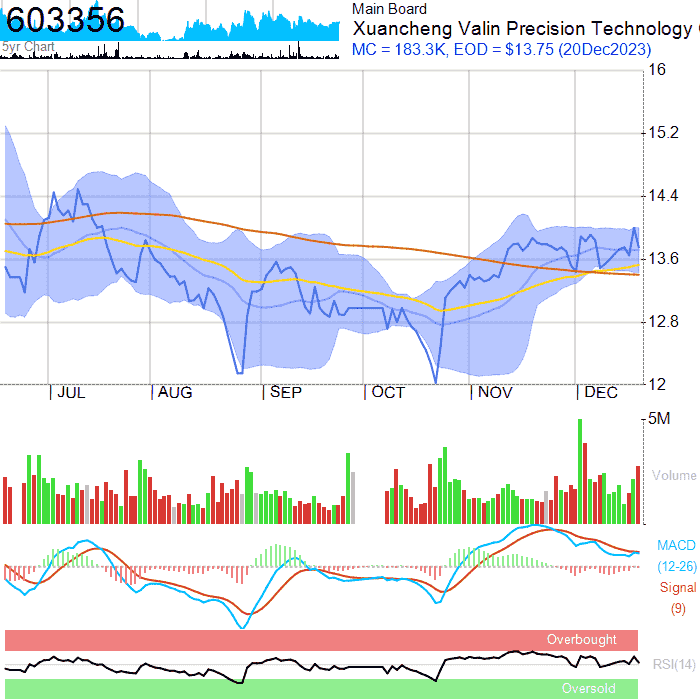 603356
5yr Chart
Main Board
Xuancheng Valin Precision Technology
MC = 183.3K, EOD = $13.75 (20Dec2023)
16
15.2
14.4
13.6
12.8
12
JUL AUG SEP OCT NOV DEC
5M
Volume
MACD
(12-26)
Signal
(9)
Overbought
RSI(14)
Oversold